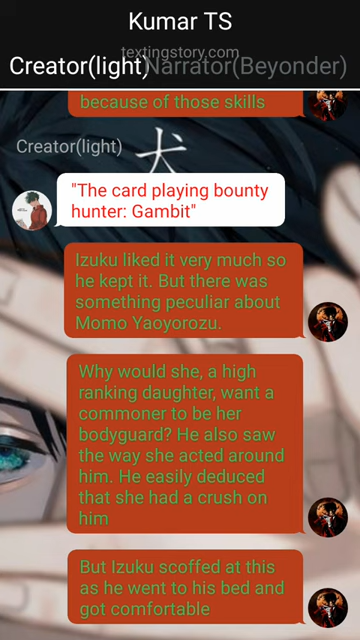 Kumar TS
textingstory.com
Creator(light)
Narrator(Beyonder)
because of those skills
Creator(light)
犬
"The card playing bounty
hunter: Gambit"
Izuku liked it very much so
he kept it. But there was
something peculiar about
Momo Yaoyorozu.
Why would she, a high
ranking daughter, want a
commoner to be her
bodyguard? He also saw
the way she acted around
him. He easily deduced
that she had a crush on
him
But Izuku scoffed at this
as he went to his bed and
got comfortable